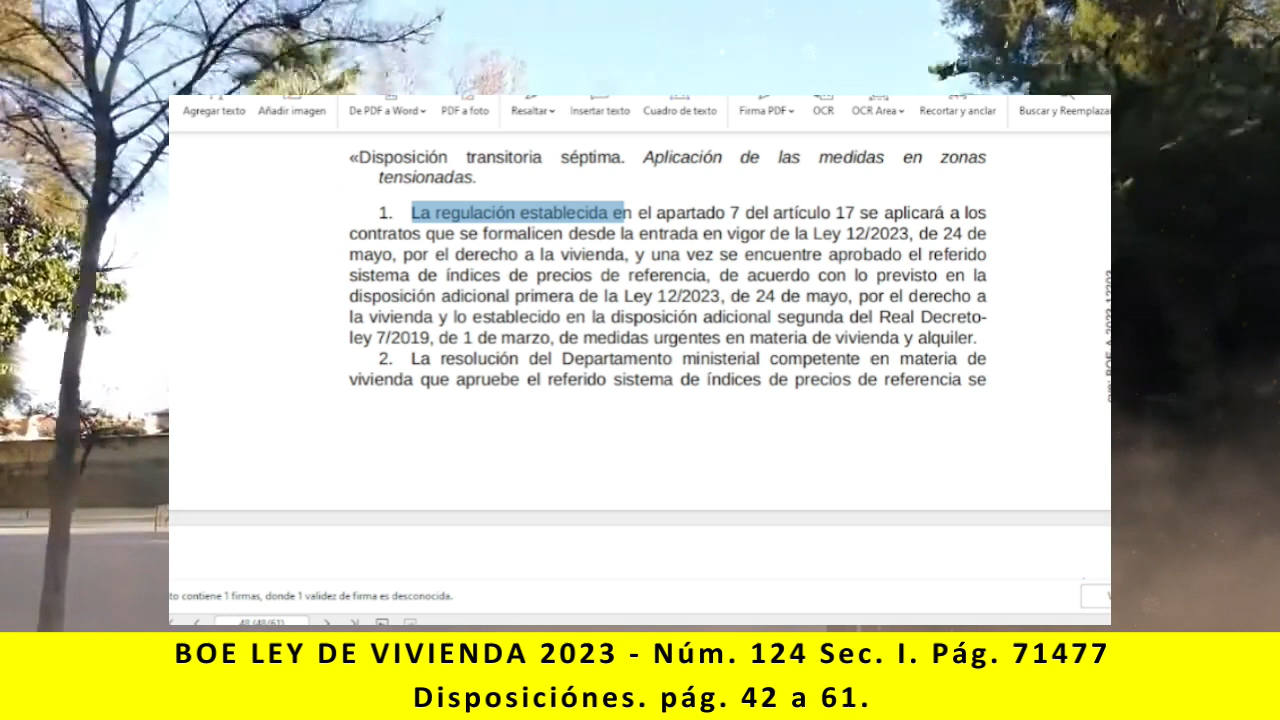 Agregar texto Añadir imagen De PDF a Word PDF a foto Resaltar Insertar texto Cuadro de texto Firma PDF OCR OCR Area Recortar y anclar Buscar y Reemplaza
«Disposición transitoria séptima. Aplicación de las medidas en zonas
tensionadas.
1. La regulación establecida en el apartado 7 del artículo 17 se aplicará a los
contratos que se formalicen desde la entrada en vigor de la Ley 12/2023, de 24 de
mayo, por el derecho a la vivienda, y una vez se encuentre aprobado el referido
sistema de índices de precios de referencia, de acuerdo con lo previsto en la
disposición adicional primera de la Ley 12/2023, de 24 de mayo, por el derecho a
la vivienda y lo establecido en la disposición adicional segunda del Real Decreto-
ley 7/2019, de 1 de marzo, de medidas urgentes en materia de vivienda y alquiler.
2. La resolución del Departamento ministerial competente en materia de
vivienda que apruebe el referido sistema de índices de precios de referencia se
to contiene 1 firmas, donde 1 validez de firma es desconocida.
48 (48/61)
BOE LEY DE VIVIENDA 2023 - Núm. 124 Sec. I. Pág. 71477
Disposiciónes. pág. 42 a 61.